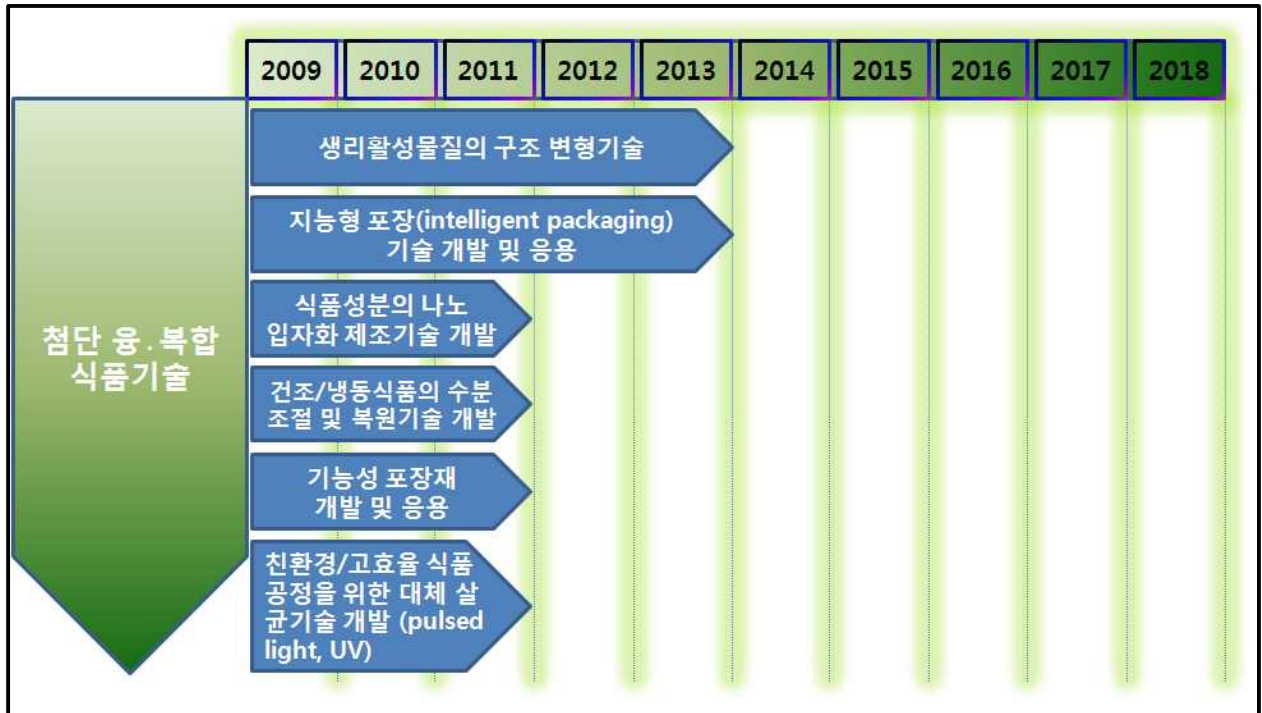 2009 2010 2011 2012 2013 2014 2015 2016 2017 2018
첨단 융.복합
식품기술
생리활성물질의 구조 변형기술
지능형 포장(intelligent packaging)
기술 개발 및 응용
식품성분의 나노
입자화 제조기술 개발
건조/냉동식품의 수분
조절 및 복원기술 개발
기능성 포장재
개발 및 응용
친환경/고효율 식품
공정을 위한 대체 살
균기술 개발 (pulsed
light, UV)